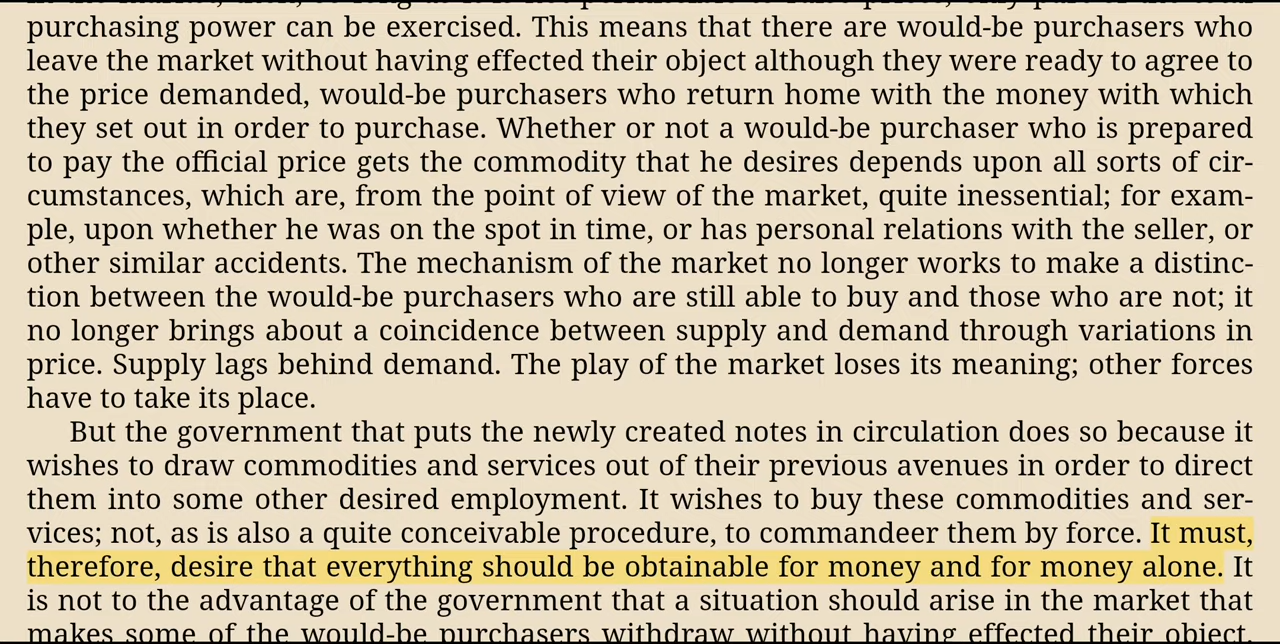 purchasing power can be exercised. This means that there are would-be purchasers who
leave the market without having effected their object although they were ready to agree to
the price demanded, would-be purchasers who return home with the money with which
they set out in order to purchase. Whether or not a would-be purchaser who is prepared
to pay the official price gets the commodity that he desires depends upon all sorts of cir-
cumstances, which are, from the point of view of the market, quite inessential; for exam-
ple, upon whether he was on the spot in time, or has personal relations with the seller, or
other similar accidents. The mechanism of the market no longer works to make a distinc-
tion between the would-be purchasers who are still able to buy and those who are not; it
no longer brings about a coincidence between supply and demand through variations in
price. Supply lags behind demand. The play of the market loses its meaning; other forces
have to take its place.
But the government that puts the newly created notes in circulation does so because it
wishes to draw commodities and services out of their previous avenues in order to direct
them into some other desired employment. It wishes to buy these commodities and ser-
vices; not, as is also a quite conceivable procedure, to commandeer them by force. It must,
therefore, desire that everything should be obtainable for money and for money alone. It
is not to the advantage of the government that a situation should arise in the market that
makes some of the would-be purchasers withdraw without having effected their object.